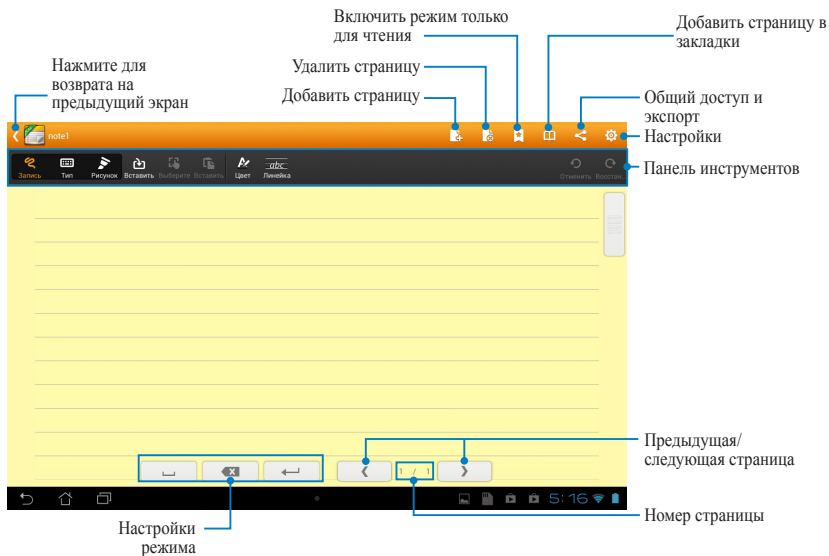 Включить режим только
для чтения
Добавить страницу в
закладки
Нажмите для
возврата на
предыдущий экран
Удалить страницу
Добавить страницу
Общий доступ и
экспорт
Настройки
Панель инструментов
note1
Запись Тип Рисунок Вставить Выберите Вставить Цвет abc Линейка Отменить Восстан.
Предыдущая/
следующая страница
1 / 1
5:16
Номер страницы
Настройки
режима